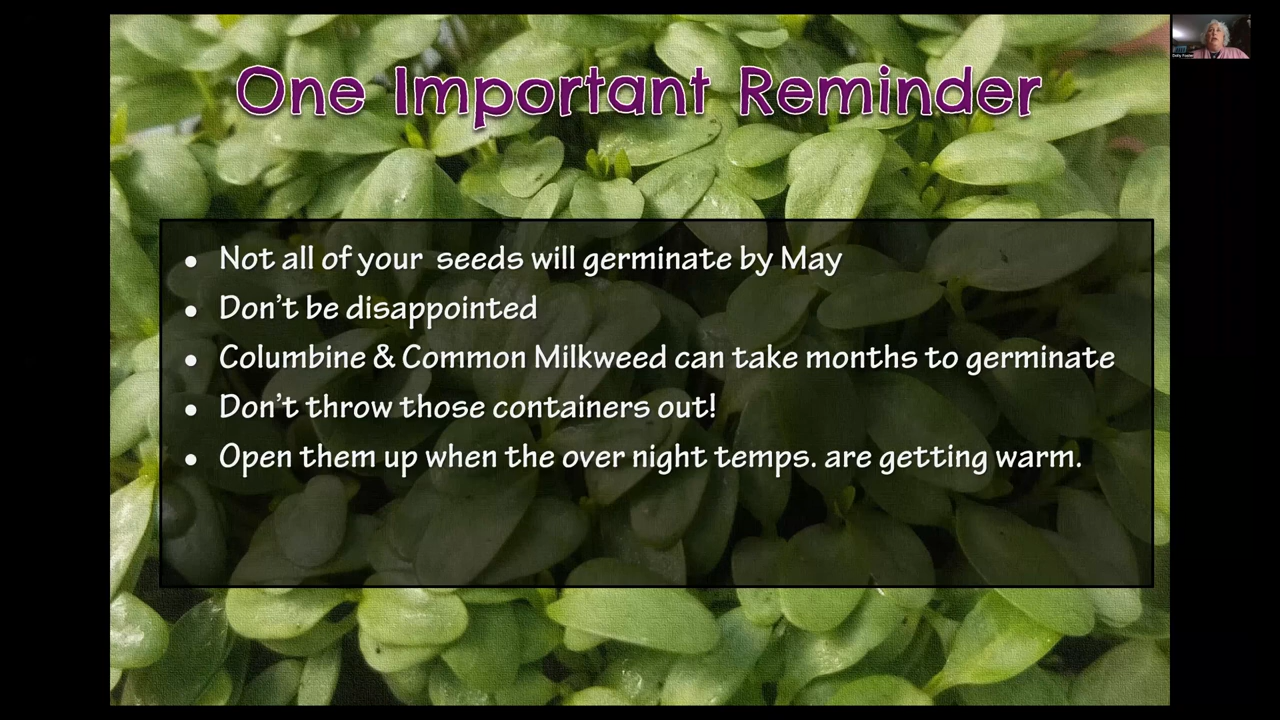 One Important Reminder
• Not all of your seeds will germinate by May
• Don't be disappointed
• Columbine & Common Milkweed can take months to germinate
• Don't throw those containers out!
• Open them up when the over night temps. are getting warm.